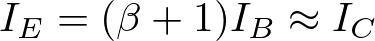 I_E = (β + 1)I_B ≈ I_C